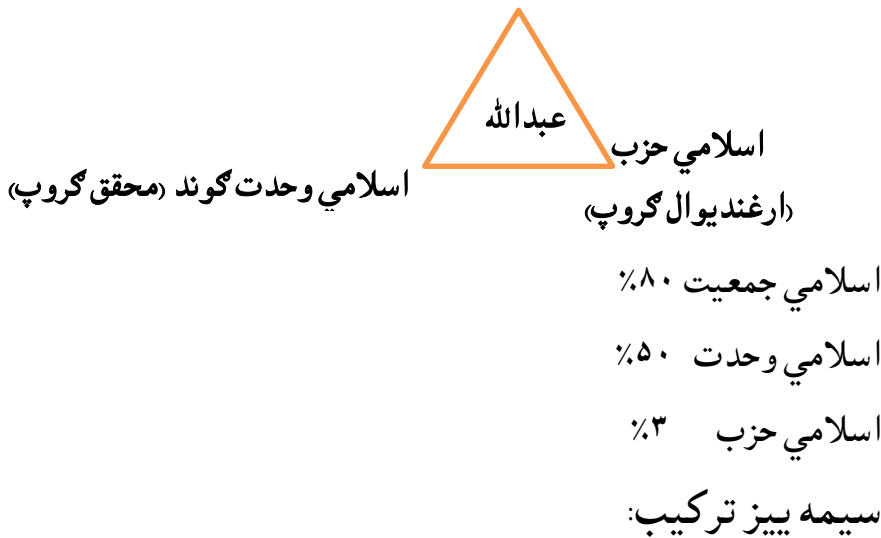 عبدالله
اسلامي حزب
اسلامي وحدت ګوند (محقق ګروپ)
(ارغنديوال ګروپ)
اسلامي جمعيت ۸۰٪
اسلامي وحدت ۵۰٪
اسلامي حزب ۳٪
سيمه ييز ترکيب: